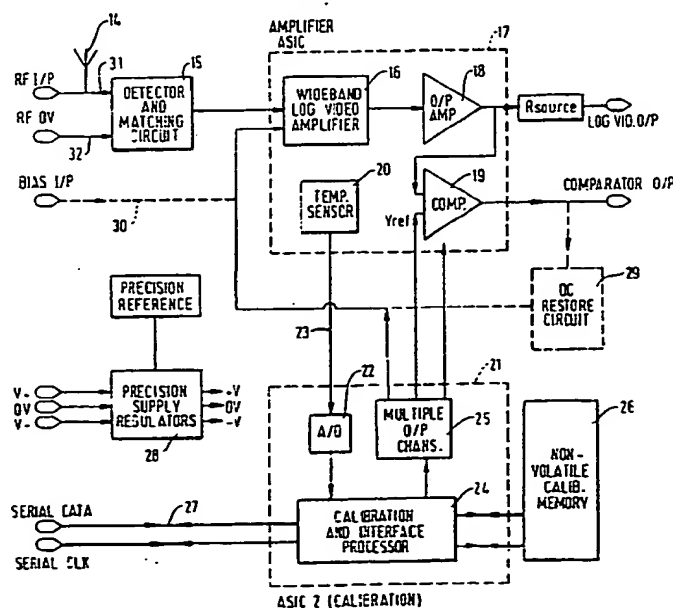 14
AMPLIFIER
ASIC
17
RF I/P
31
15
16
18
DETECTOR
AND
MATCHING
CIRCUIT
WIDEBAND
LOG VIDEO
AMPLIFIER
O/P
AMP
Rsource
LOG VID.O/P
RF 0V
32
20
19
BIAS I/P
TEMP.
SENSOR
COMP.
COMPARATOR O/P
30
Vref
29
PRECISION
REFERENCE
DC
RESTORE
CIRCUIT
23
21
V-
0V
V-
PRECISION
SUPPLY
REGULATORS
-V
0V
-V
28
22
A/D
MULTIPLE
O/P
CHANS.
25
26
NON-
VOLATILE
CALIB.
MEMORY
24
SERIAL DATA
27
CALIBRATION
AND INTERFACE
PROCESSOR
SERIAL CLK
ASIC 2 (CALIBRATION)